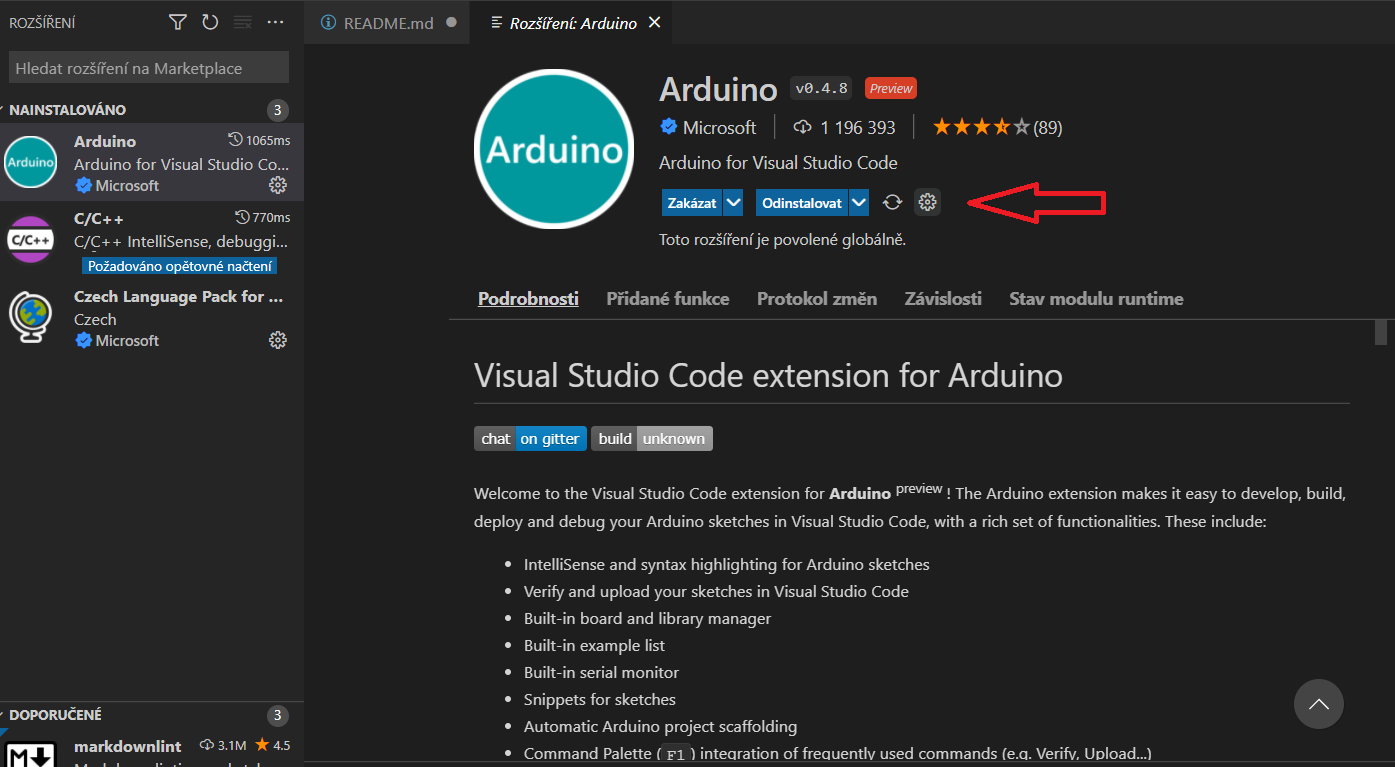 ROZŠÍŘENÍ
Hledat rozšíření na Marketplace
NAINSTALOVÁNO 3
Arduino
Arduino 1065ms
Arduino for Visual Studio Co...
Microsoft
C/C++
C/C++ 770ms
C/C++ IntelliSense, debuggi...
Požadováno opětovné načtení
Czech Language Pack for ...
Czech
Microsoft
DOPORUČENÉ 3
markdownlint 3.1M 4.5
README.md
Rozšíření: Arduino
Arduino
Arduino v0.4.8 Preview
Microsoft 1 196 393 (89)
Arduino for Visual Studio Code
Zakázat Odinstalovat
Toto rozšíření je povolené globálně.
Podrobnosti Přidané funkce Protokol změn Závislosti Stav modulu runtime
Visual Studio Code extension for Arduino
chat on gitter build unknown
Welcome to the Visual Studio Code extension for Arduino preview ! The Arduino extension makes it easy to develop, build,
deploy and debug your Arduino sketches in Visual Studio Code, with a rich set of functionalities. These include:
• IntelliSense and syntax highlighting for Arduino sketches
• Verify and upload your sketches in Visual Studio Code
• Built-in board and library manager
• Built-in example list
• Built-in serial monitor
• Snippets for sketches
• Automatic Arduino project scaffolding
• Command Palette (F1) integration of frequently used commands (e.g. Verify, Upload...)